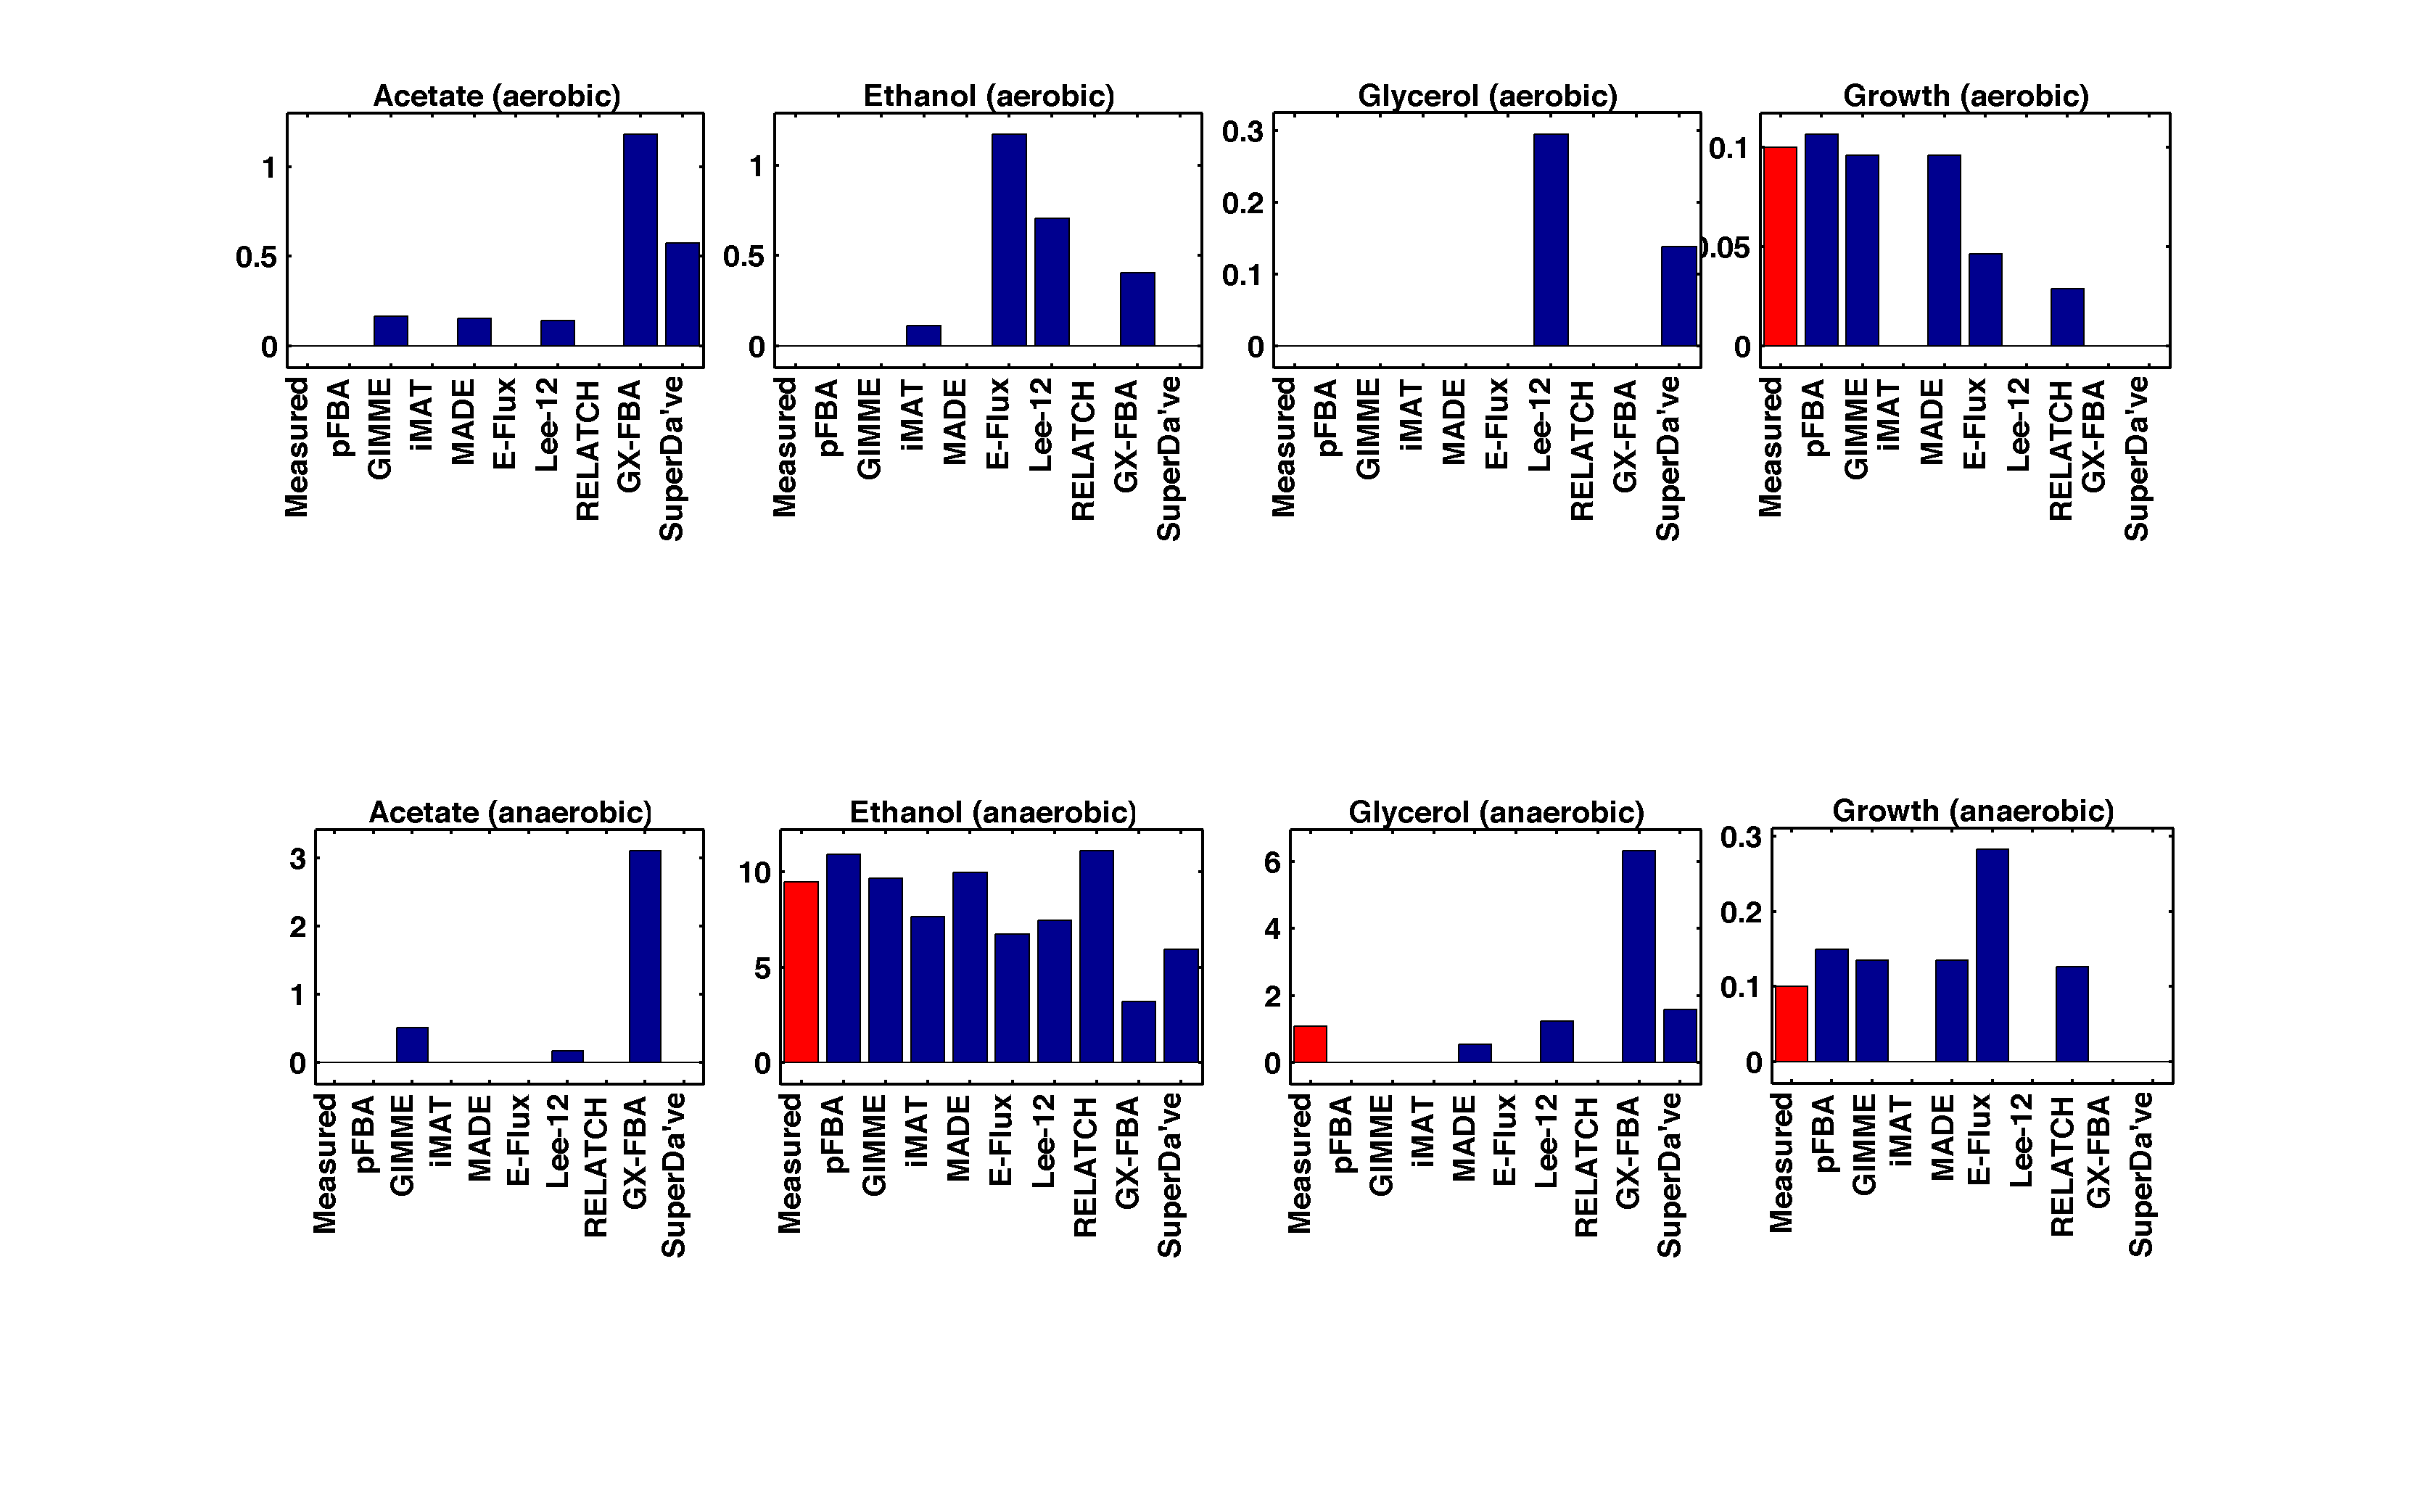 Acetate (aerobic)
1
0.5
0
Measured
pFBA
GIMME
iMAT
MADE
E-Flux
Lee-12
RELATCH
GX-FBA
SuperDa've
Ethanol (aerobic)
1
0.5
0
Measured
pFBA
GIMME
iMAT
MADE
E-Flux
Lee-12
RELATCH
GX-FBA
SuperDa've
Glycerol (aerobic)
0.3
0.2
0.1
0
Measured
pFBA
GIMME
iMAT
MADE
E-Flux
Lee-12
RELATCH
GX-FBA
SuperDa've
Growth (aerobic)
0.1
0.05
0
Measured
pFBA
GIMME
iMAT
MADE
E-Flux
Lee-12
RELATCH
GX-FBA
SuperDa've
Acetate (anaerobic)
3
2
1
0
Measured
pFBA
GIMME
iMAT
MADE
E-Flux
Lee-12
RELATCH
GX-FBA
SuperDa've
Ethanol (anaerobic)
10
5
0
Measured
pFBA
GIMME
iMAT
MADE
E-Flux
Lee-12
RELATCH
GX-FBA
SuperDa've
Glycerol (anaerobic)
6
4
2
0
Measured
pFBA
GIMME
iMAT
MADE
E-Flux
Lee-12
RELATCH
GX-FBA
SuperDa've
Growth (anaerobic)
0.3
0.2
0.1
0
Measured
pFBA
GIMME
iMAT
MADE
E-Flux
Lee-12
RELATCH
GX-FBA
SuperDa've